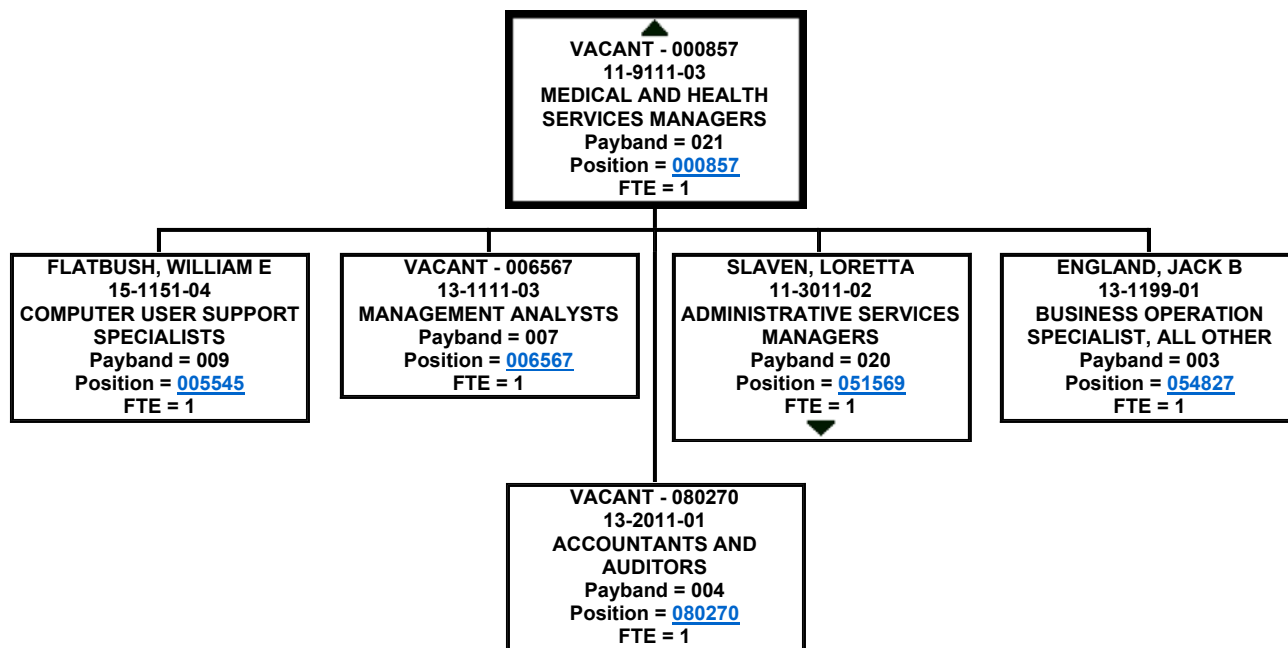 VACANT - 000857
11-9111-03
MEDICAL AND HEALTH
SERVICES MANAGERS
Payband = 021
Position = 000857
FTE = 1
FLATBUSH, WILLIAM E
15-1151-04
COMPUTER USER SUPPORT
SPECIALISTS
Payband = 009
Position = 005545
FTE = 1
VACANT - 006567
13-1111-03
MANAGEMENT ANALYSTS
Payband = 007
Position = 006567
FTE = 1
SLAVEN, LORETTA
11-3011-02
ADMINISTRATIVE SERVICES
MANAGERS
Payband = 020
Position = 051569
FTE = 1
ENGLAND, JACK B
13-1199-01
BUSINESS OPERATION
SPECIALIST, ALL OTHER
Payband = 003
Position = 054827
FTE = 1
VACANT - 080270
13-2011-01
ACCOUNTANTS AND
AUDITORS
Payband = 004
Position = 080270
FTE = 1